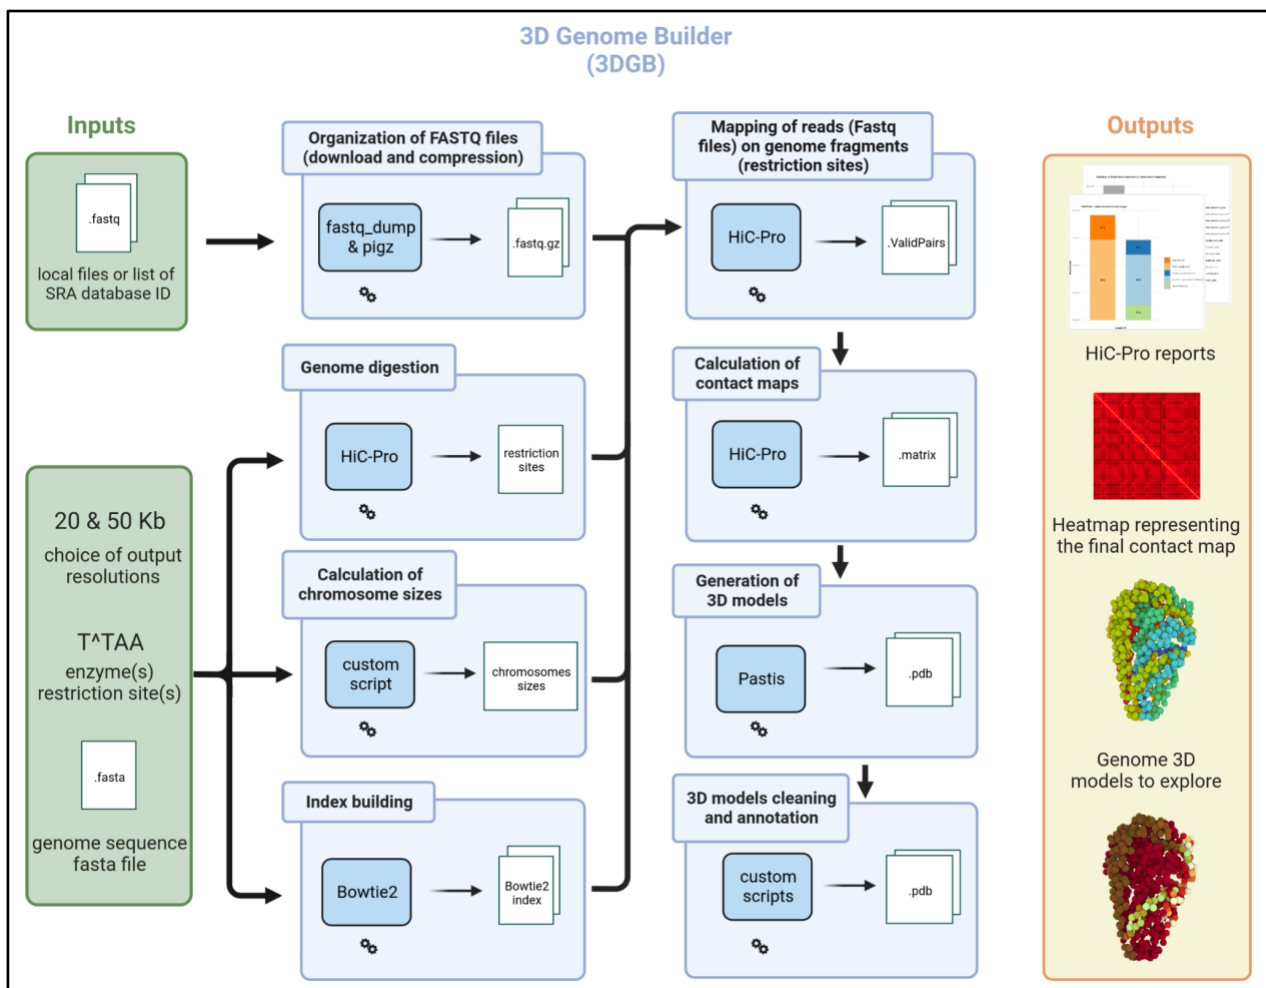 3D Genome Builder
(3DGB)
Inputs
.fastq
local files or list of
SRA database ID
20 & 50 Kb
choice of output
resolutions
T^TAA
enzyme(s)
restriction site(s)
.fasta
genome sequence
fasta file
Organization of FASTQ files
(download and compression)
fastq_dump
& pigz
.fastq.gz
Genome digestion
HiC-Pro
restriction
sites
Calculation of
chromosome sizes
custom
script
chromosomes
sizes
Index building
Bowtie2
Bowtie2
index
Mapping of reads (Fastq
files) on genome fragments
(restriction sites)
HiC-Pro
.ValidPairs
Calculation of
contact maps
HiC-Pro
.matrix
Generation of
3D models
Pastis
.pdb
3D models cleaning
and annotation
custom
scripts
.pdb
Outputs
HiC-Pro reports
Heatmap representing
the final contact map
Genome 3D
models to explore